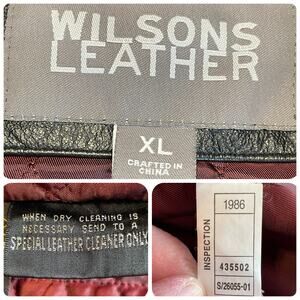 WILSONS
LEATHER
XL
CRAFTED IN
CHINA
WHEN DRY CLEANING IS
NECESSARY SEND TO A
SPECIAL LEATHER CLEANER ONLY
INSPECTION
1986
435502
S/26055-01